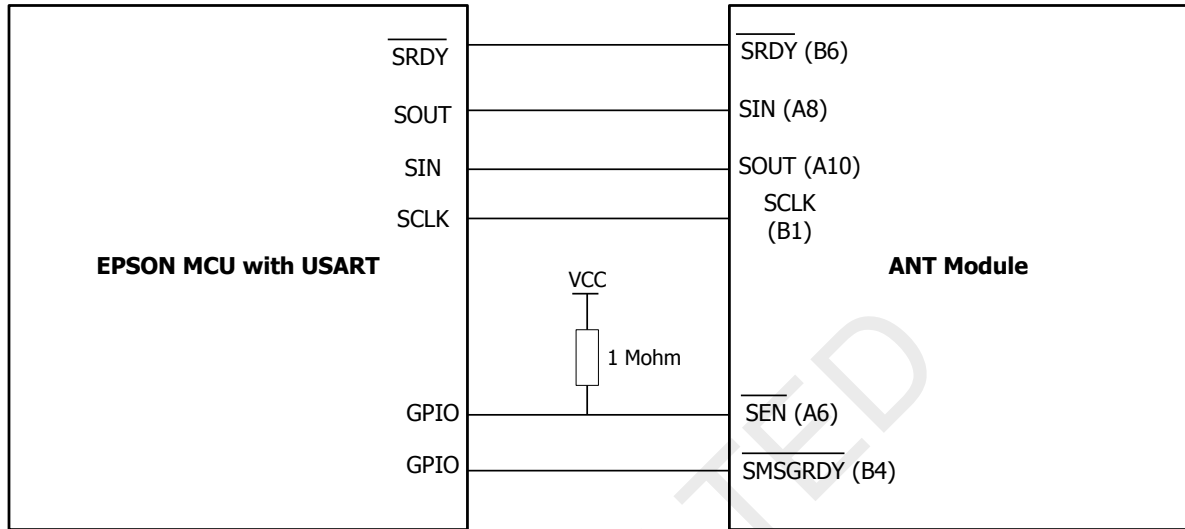 SRDY SRDY (B6)
SOUT SIN (A8)
SIN SOUT (A10)
SCLK SCLK
(B1)
EPSON MCU with USART ANT Module
VCC
1 Mohm
GPIO SEN (A6)
GPIO SMSGRDY (B4)
TED